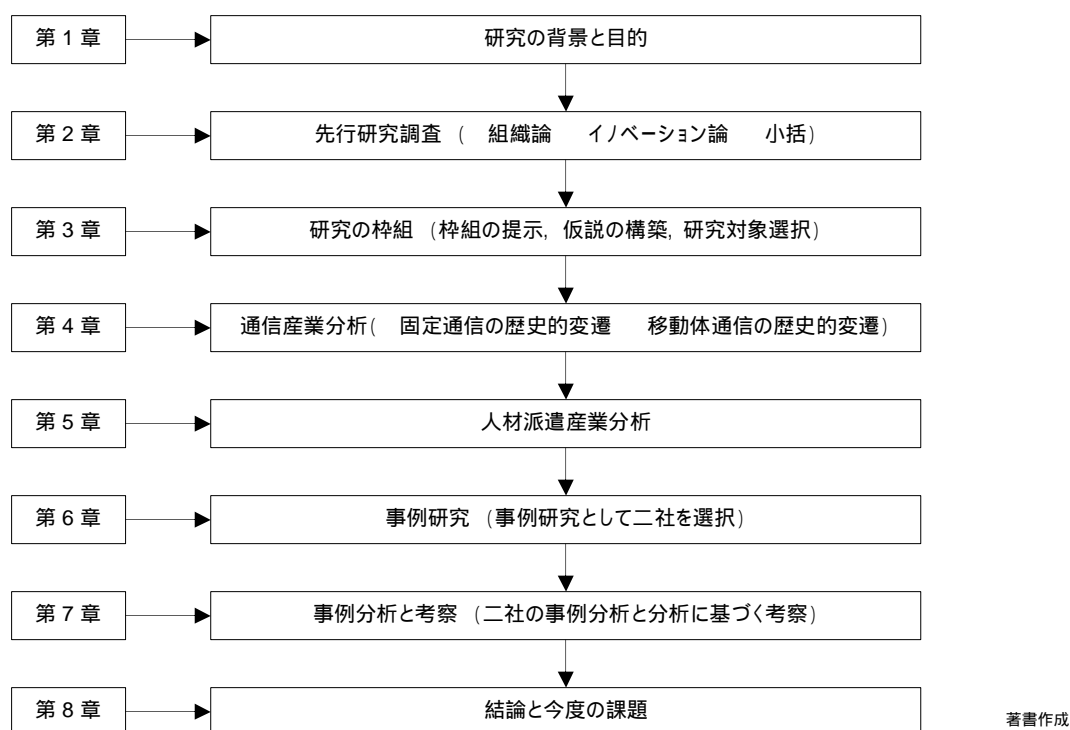 第 1 章 研究の背景と目的
第 2 章 先行研究調査 ( 組織論 イノベーション論 小括)
第 3 章 研究の枠組 (枠組の提示, 仮説の構築, 研究対象選択)
第 4 章 通信産業分析( 固定通信の歴史的変遷 移動体通信の歴史的変遷)
第 5 章 人材派遣産業分析
第 6 章 事例研究 (事例研究として二社を選択)
第 7 章 事例分析と考察 (二社の事例分析と分析に基づく考察)
第 8 章 結論と今度の課題
著書作成